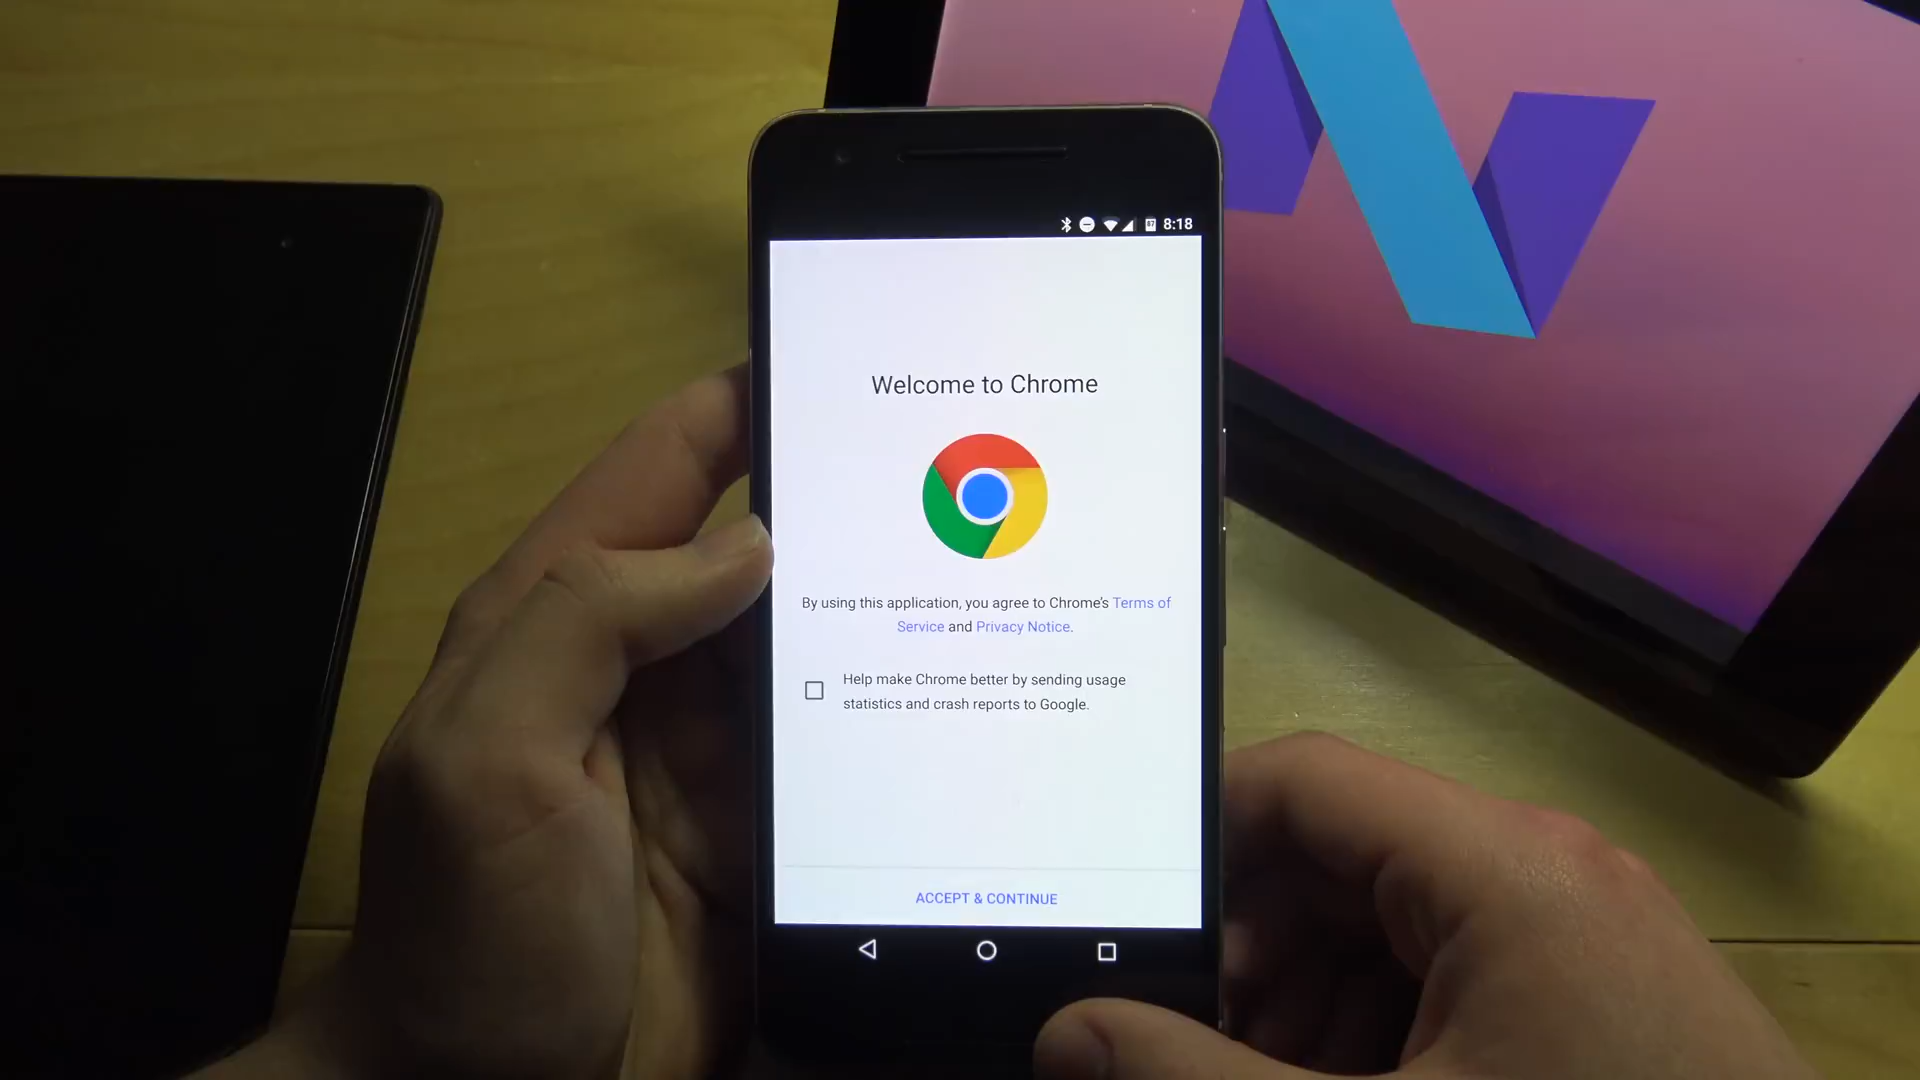 8:18
Welcome to Chrome
By using this application, you agree to Chrome's Terms of
Service and Privacy Notice.
Help make Chrome better by sending usage
statistics and crash reports to Google.
ACCEPT & CONTINUE